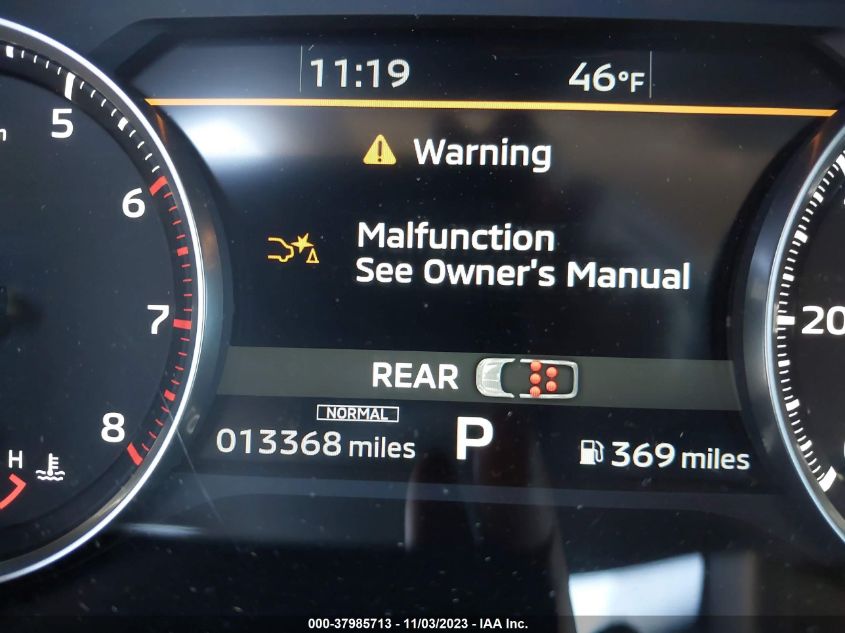 11:19 46°F
5
Warning
6
Malfunction
See Owner's Manual
7
20
REAR
NORMAL
8
013368 miles P 369 miles
H
000-37985713 - 11/03/2023 - IAA Inc.